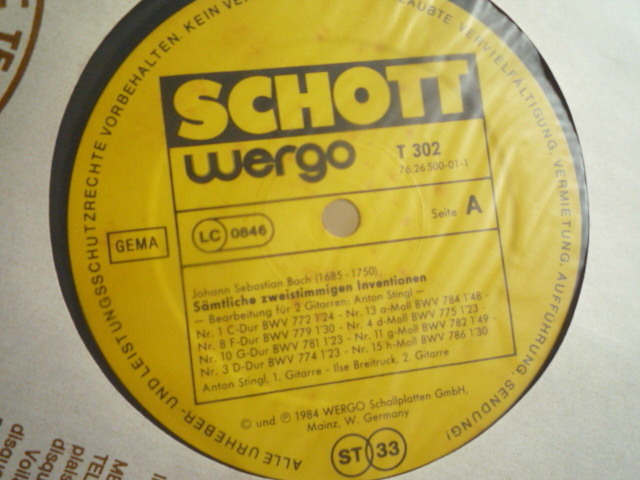 SCHOTT
wergo
T 302
76.26 500-01-1
LC 0846
Seite A
GEMA
Johann Sebastian Bach (1685-1750)
Sämtliche zweistimmigen Inventionen
– Bearbeitung für 2 Gitarren: Anton Stingl –
Nr. 1 C-Dur BWV 772 1'24 - Nr. 13 a-Moll BWV 784 1'48 -
Nr. 8 F-Dur BWV 779 1'30 - Nr. 4 d-Moll BWV 775 1'23 -
Nr. 10 G-Dur BWV 781 1'23 - Nr. 11 g-Moll BWV 782 1'49 -
Nr. 3 D-Dur BWV 774 1'23 - Nr. 15 h-Moll BWV 786 1'30
Anton Stingl, 1. Gitarre - Ilse Breitruck, 2. Gitarre
© und ℗ 1984 WERGO Schallplatten GmbH,
Mainz, W. Germany
ST 33
ALLE URHEBER- UND LEISTUNGSSCHUTZRECHTE VORBEHALTEN. KEIN VERVIELFÄLTIGUNG, VERMIETUNG, AUFFÜHRUNG, SENDUNG!